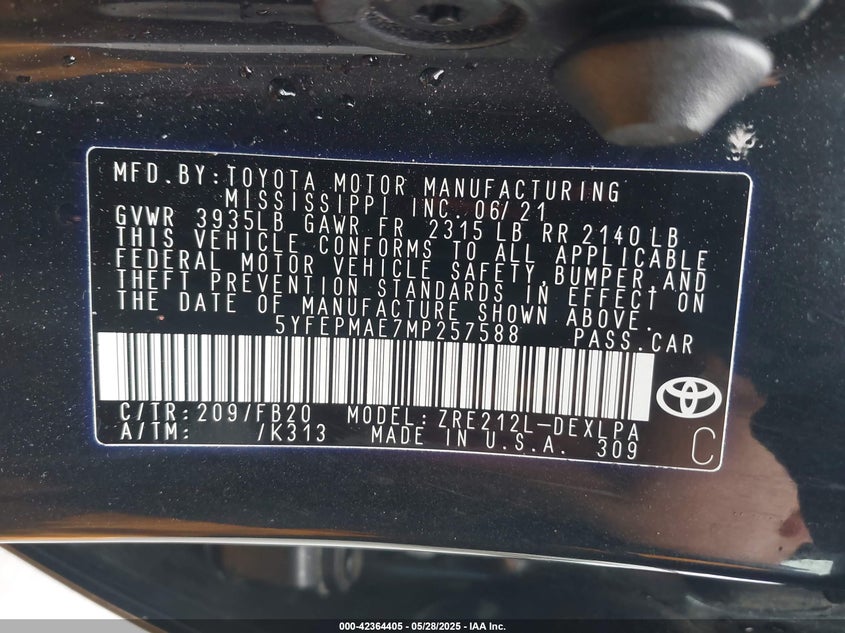 MFD.BY:TOYOTA MOTOR MANUFACTURING
MISSISSIPPI INC. 06/21
GVWR 3935LB GAWR FR 2315 LB RR 2140 LB
THIS VEHICLE CONFORMS TO ALL APPLICABLE
FEDERAL MOTOR VEHICLE SAFETY,BUMPER,AND
THEFT PREVENTION STANDARDS IN EFFECT ON
THE DATE OF MANUFACTURE SHOWN ABOVE.
5YFEPMAE7MP257588 PASS.CAR
C/TR:209/FB20 MODEL:ZRE212L-DEXLPA
A/TM: /K313 MADE IN U.S.A. 309
C
000-42364405 - 05/28/2025 - IAA Inc.